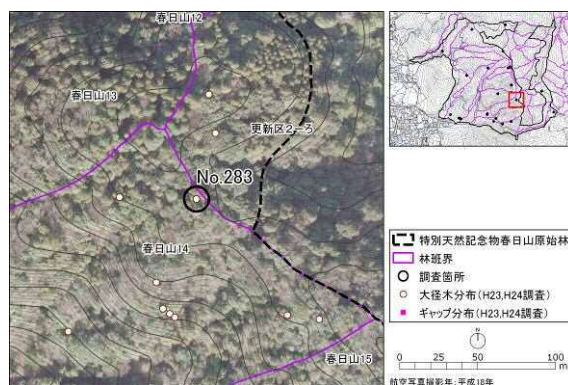 春日山12
春日山13
更新区2-ろ
No.283
春日山14
春日山15
特別天然記念物春日山原始林
林班界
調査箇所
大径木分布(H23,H24調査)
ギャップ分布(H23,H24調査)
N
0 25 50 100
m
航空写真撮影年:平成18年